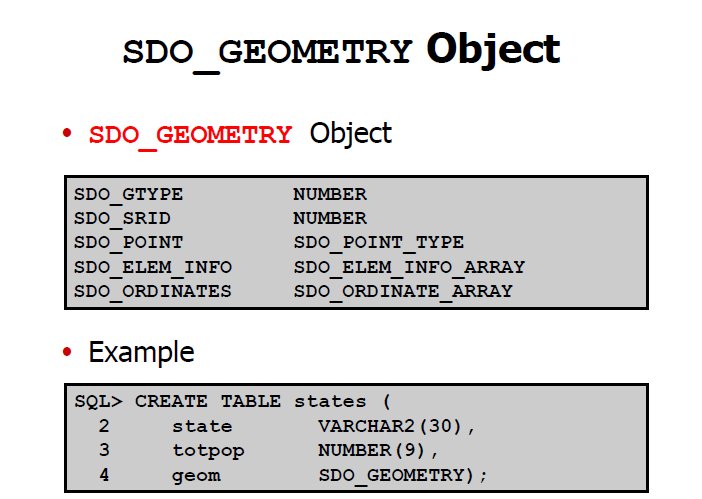 SDO_GEOMETRY Object
• SDO_GEOMETRY Object
SDO_GTYPE NUMBER
SDO_SRID NUMBER
SDO_POINT SDO_POINT_TYPE
SDO_ELEM_INFO SDO_ELEM_INFO_ARRAY
SDO_ORDINATES SDO_ORDINATE_ARRAY
• Example
SQL> CREATE TABLE states (
2 state VARCHAR2(30),
3 totpop NUMBER(9),
4 geom SDO_GEOMETRY);